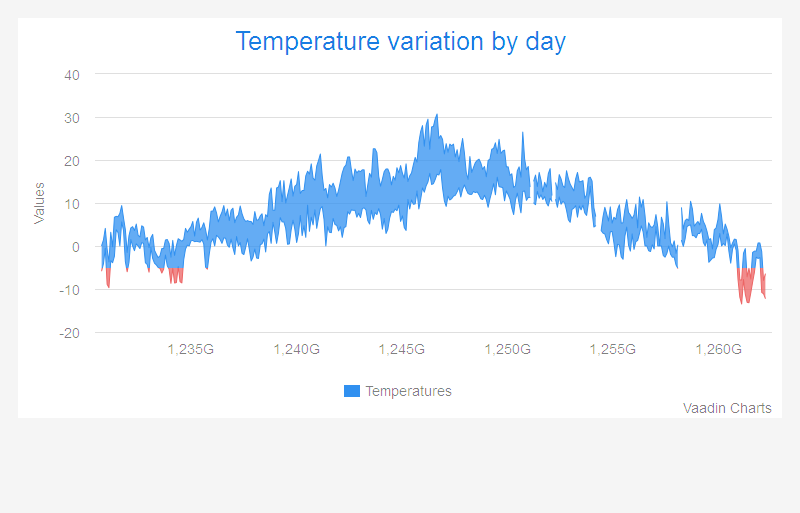 Temperature variation by day
Values
40
30
20
10
0
-10
-20
1,235G 1,240G 1,245G 1,250G 1,255G 1,260G
Temperatures
Vaadin Charts